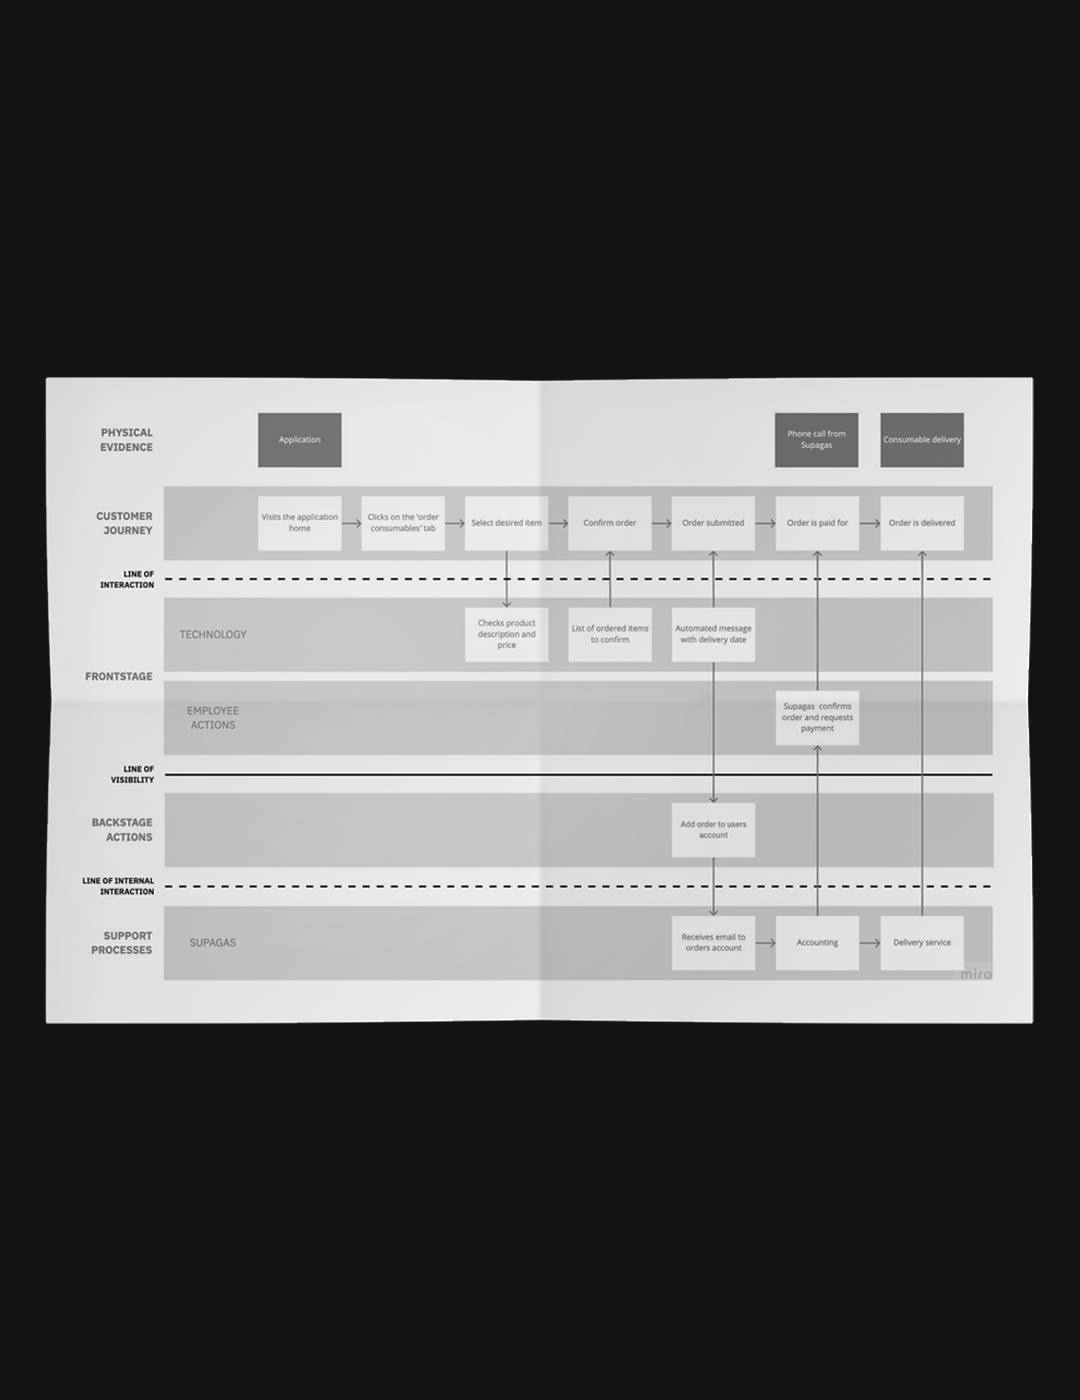 PHYSICAL
EVIDENCE
Application
Phone call from
Supagas
Consumable delivery
CUSTOMER
JOURNEY
Visits the application
home
Clicks on the 'order
consumables' tab
Select desired item
Confirm order
Order submitted
Order is paid for
Order is delivered
LINE OF
INTERACTION
TECHNOLOGY
Checks product
description and
price
List of ordered items
to confirm
Automated message
with delivery date
FRONTSTAGE
EMPLOYEE
ACTIONS
Supagas confirms
order and requests
payment
LINE OF
VISIBILITY
BACKSTAGE
ACTIONS
Add order to users
account
LINE OF INTERNAL
INTERACTION
SUPPORT
PROCESSES
SUPAGAS
Receives email to
orders account
Accounting
Delivery service
miro